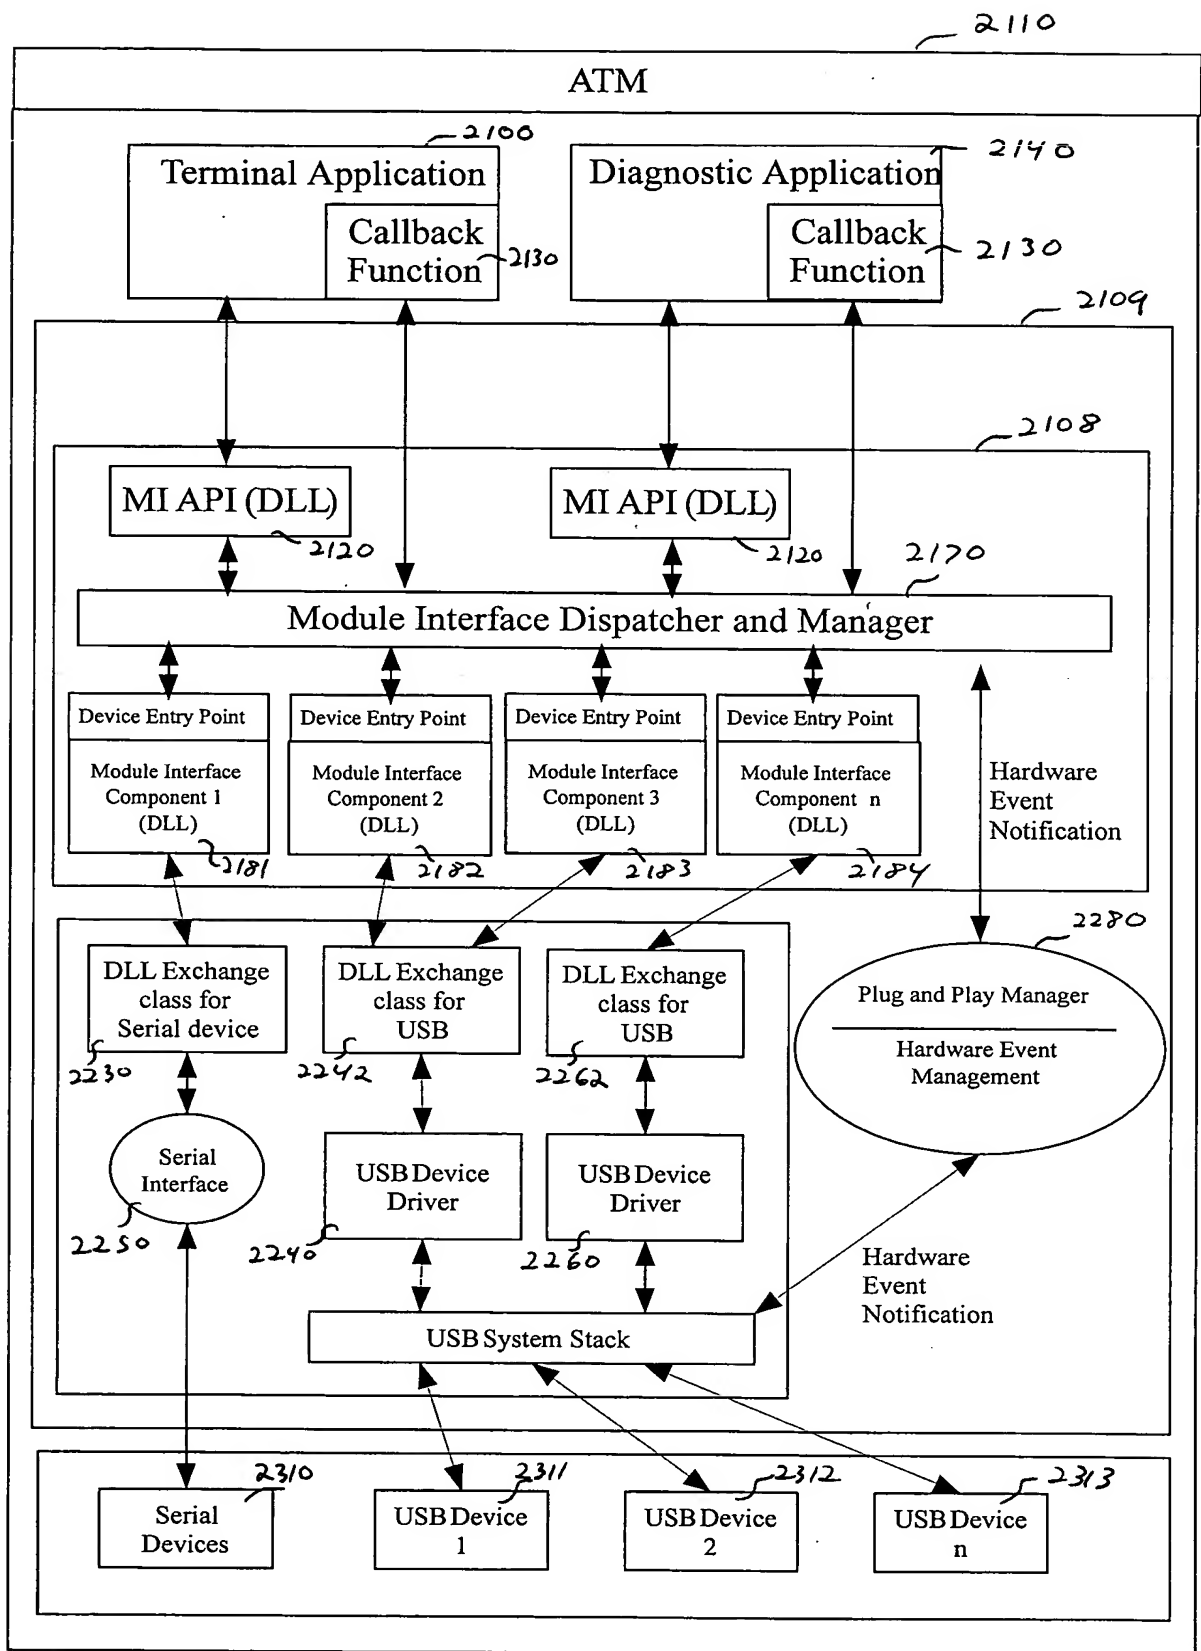 2110
ATM
2100
Terminal Application
Callback
Function
2130
2140
Diagnostic Application
Callback
Function
2130
2109
2108
MI API (DLL)
2120
MI API (DLL)
2120
2170
Module Interface Dispatcher and Manager
Device Entry Point
Module Interface
Component 1
(DLL)
2181
Device Entry Point
Module Interface
Component 2
(DLL)
2182
Device Entry Point
Module Interface
Component 3
(DLL)
2183
Device Entry Point
Module Interface
Component n
(DLL)
2184
Hardware
Event
Notification
DLL Exchange
class for
Serial device
2230
DLL Exchange
class for
USB
2242
DLL Exchange
class for
USB
2262
2280
Plug and Play Manager
Hardware Event
Management
Serial
Interface
2250
USB Device
Driver
2240
USB Device
Driver
2260
Hardware
Event
Notification
USB System Stack
2310
Serial
Devices
2311
USB Device
1
2312
USB Device
2
2313
USB Device
n